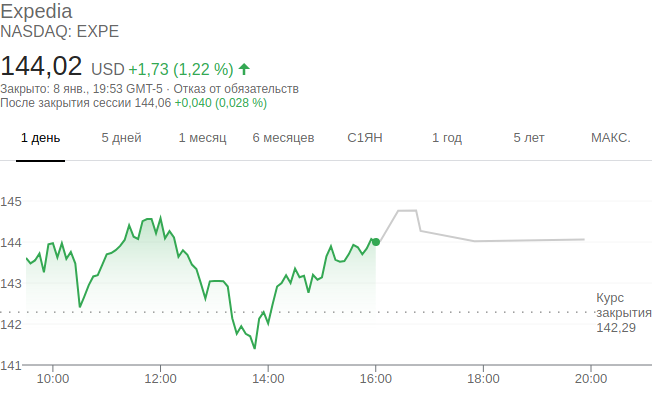 Expedia
NASDAQ: EXPE
144,02 USD +1,73 (1,22 %)
Закрыто: 8 янв., 19:53 GMT-5 · Отказ от обязательств
После закрытия сессии 144,06 +0,040 (0,028 %)
1 день 5 дней 1 месяц 6 месяцев С1ЯН 1 год 5 лет МАКС.
145
144
143
Курс
закрытия
142,29
142
141
10:00 12:00 14:00 16:00 18:00 20:00